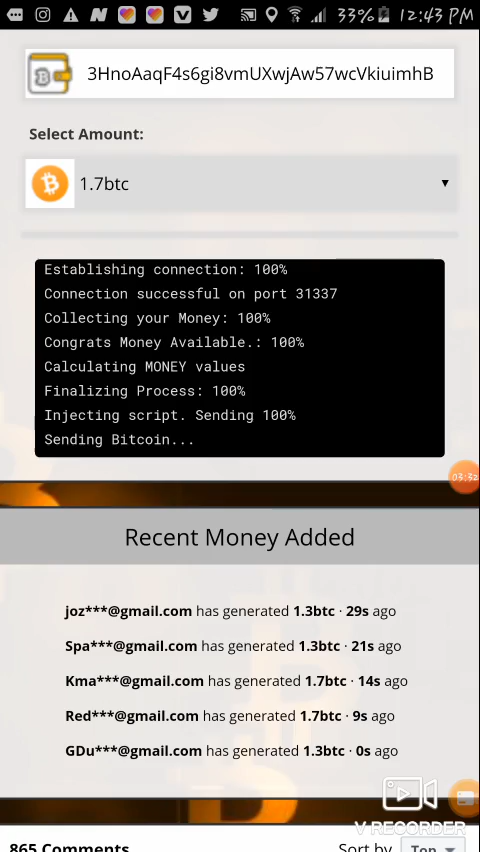 33% 12:43 PM
3HnoAaqF4s6gi8vmUXwjAw57wcVkiuimhB
Select Amount:
1.7btc
Establishing connection: 100%
Connection successful on port 31337
Collecting your Money: 100%
Congrats Money Available.: 100%
Calculating MONEY values
Finalizing Process: 100%
Injecting script. Sending 100%
Sending Bitcoin...
03:32
Recent Money Added
joz***@gmail.com has generated 1.3btc · 29s ago
Spa***@gmail.com has generated 1.3btc · 21s ago
Kma***@gmail.com has generated 1.7btc · 14s ago
Red***@gmail.com has generated 1.7btc · 9s ago
GDu***@gmail.com has generated 1.3btc · 0s ago
V RECORDER
865 Comments
Sort by Top